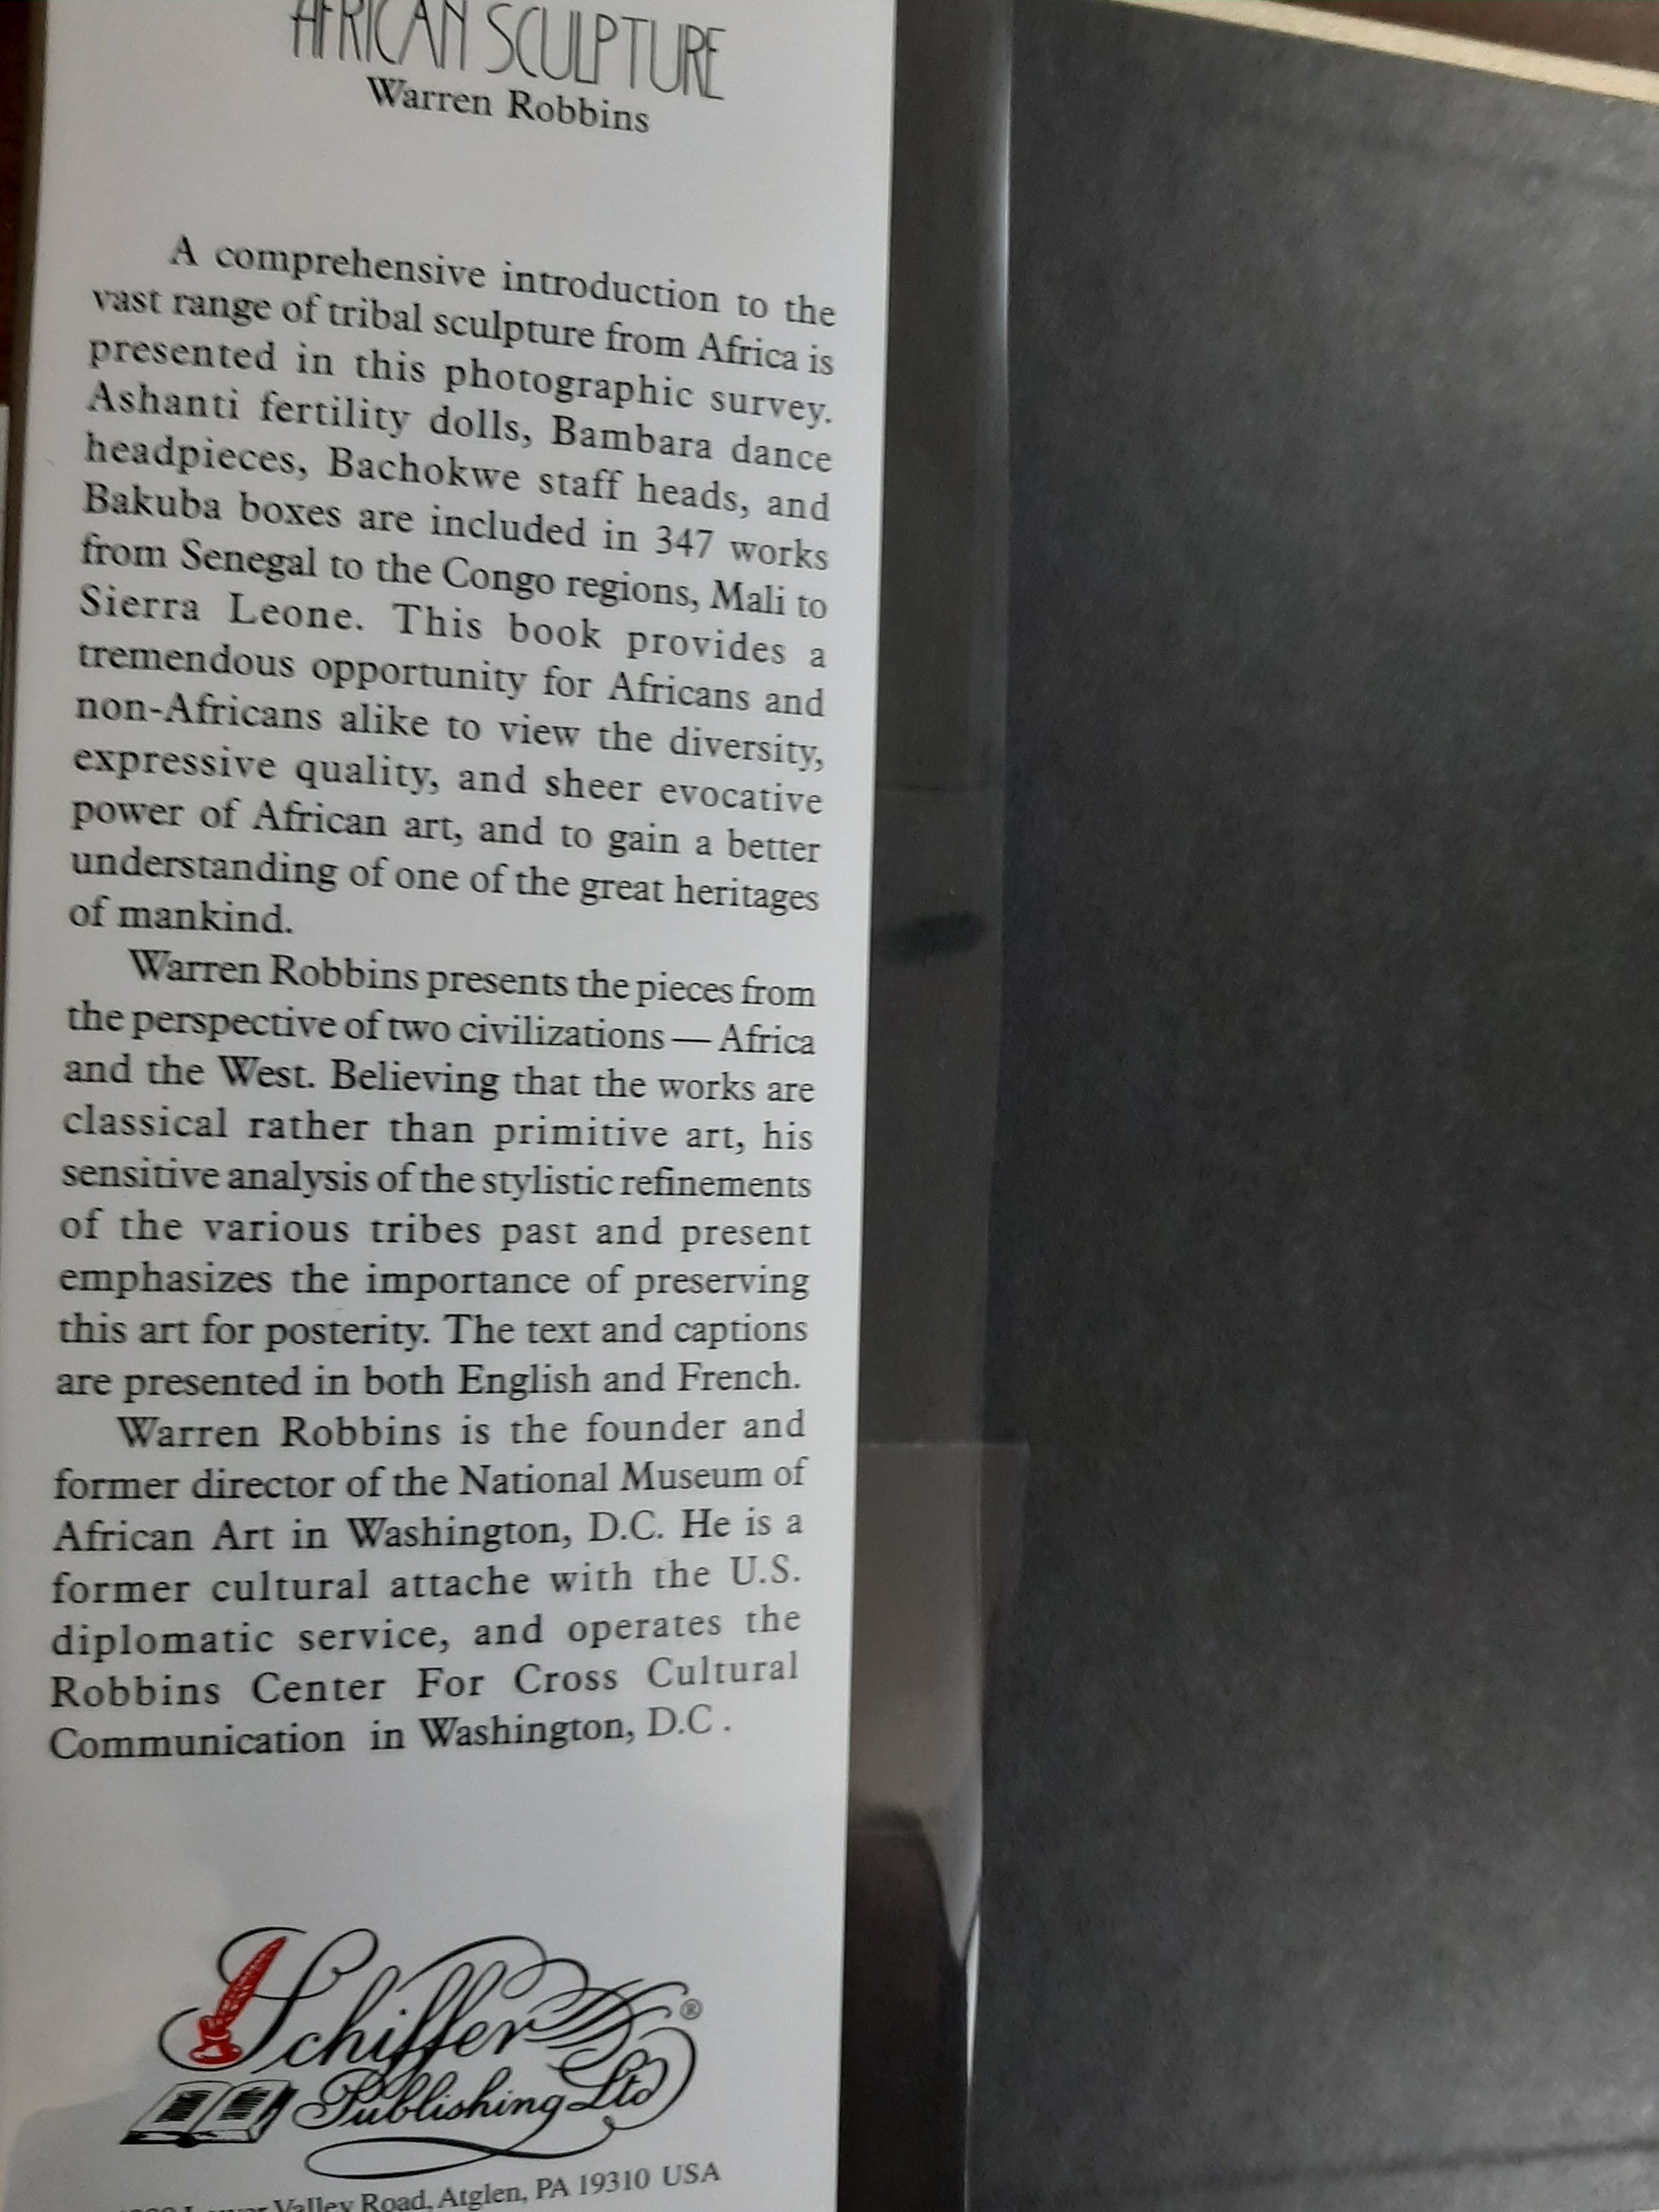 AFRICAN SCULPTURE
Warren Robbins
A comprehensive introduction to the
vast range of tribal sculpture from Africa is
presented in this photographic survey.
Ashanti fertility dolls, Bambara dance
headpieces, Bachokwe staff heads, and
Bakuba boxes are included in 347 works
from Senegal to the Congo regions, Mali to
Sierra Leone. This book provides a
tremendous opportunity for Africans and
non-Africans alike to view the diversity,
expressive quality, and sheer evocative
power of African art, and to gain a better
understanding of one of the great heritages
of mankind.
Warren Robbins presents the pieces from
the perspective of two civilizations — Africa
and the West. Believing that the works are
classical rather than primitive art, his
sensitive analysis of the stylistic refinements
of the various tribes past and present
emphasizes the importance of preserving
this art for posterity. The text and captions
are presented in both English and French.
Warren Robbins is the founder and
former director of the National Museum of
African Art in Washington, D.C. He is a
former cultural attache with the U.S.
diplomatic service, and operates the
Robbins Center For Cross Cultural
Communication in Washington, D.C .
Schiffer ®
Publishing Ltd
Valley Road, Atglen, PA 19310 USA